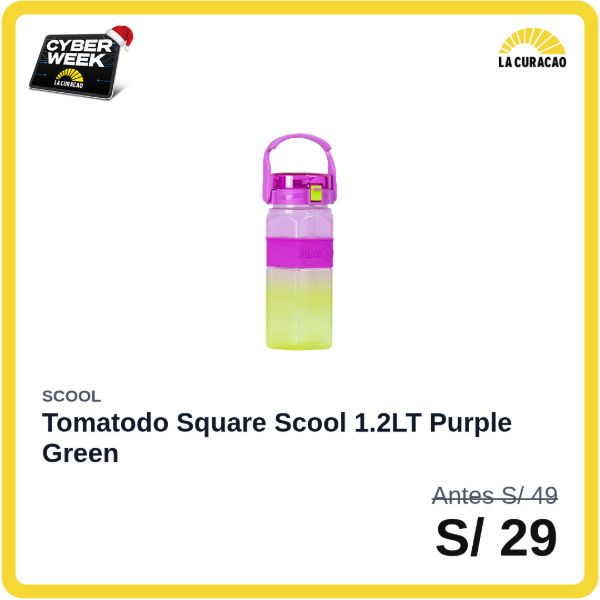 CYBER
WEEK
LA CURACAO
LA CURACAO
SCOOL
Tomatodo Square Scool 1.2LT Purple
Green
Antes S/ 49
S/ 29